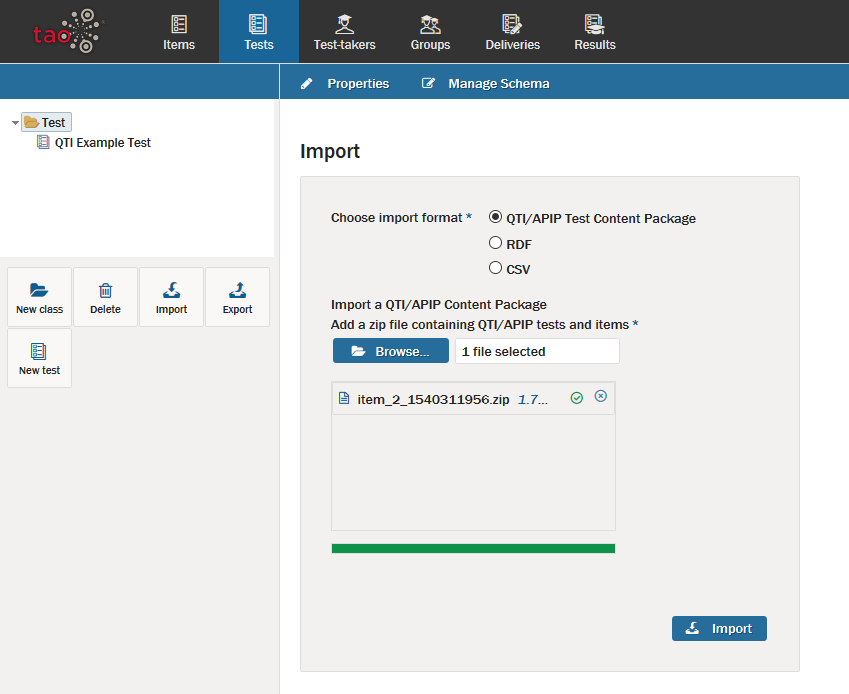 tao
Items
Tests
Test-takers
Groups
Deliveries
Results
Properties
Manage Schema
Test
QTI Example Test
New class
Delete
Import
Export
New test
Import
Choose import format *
QTI/APIP Test Content Package
RDF
CSV
Import a QTI/APIP Content Package
Add a zip file containing QTI/APIP tests and items *
Browse...
1 file selected
item_2_1540311956.zip 1.7...
Import